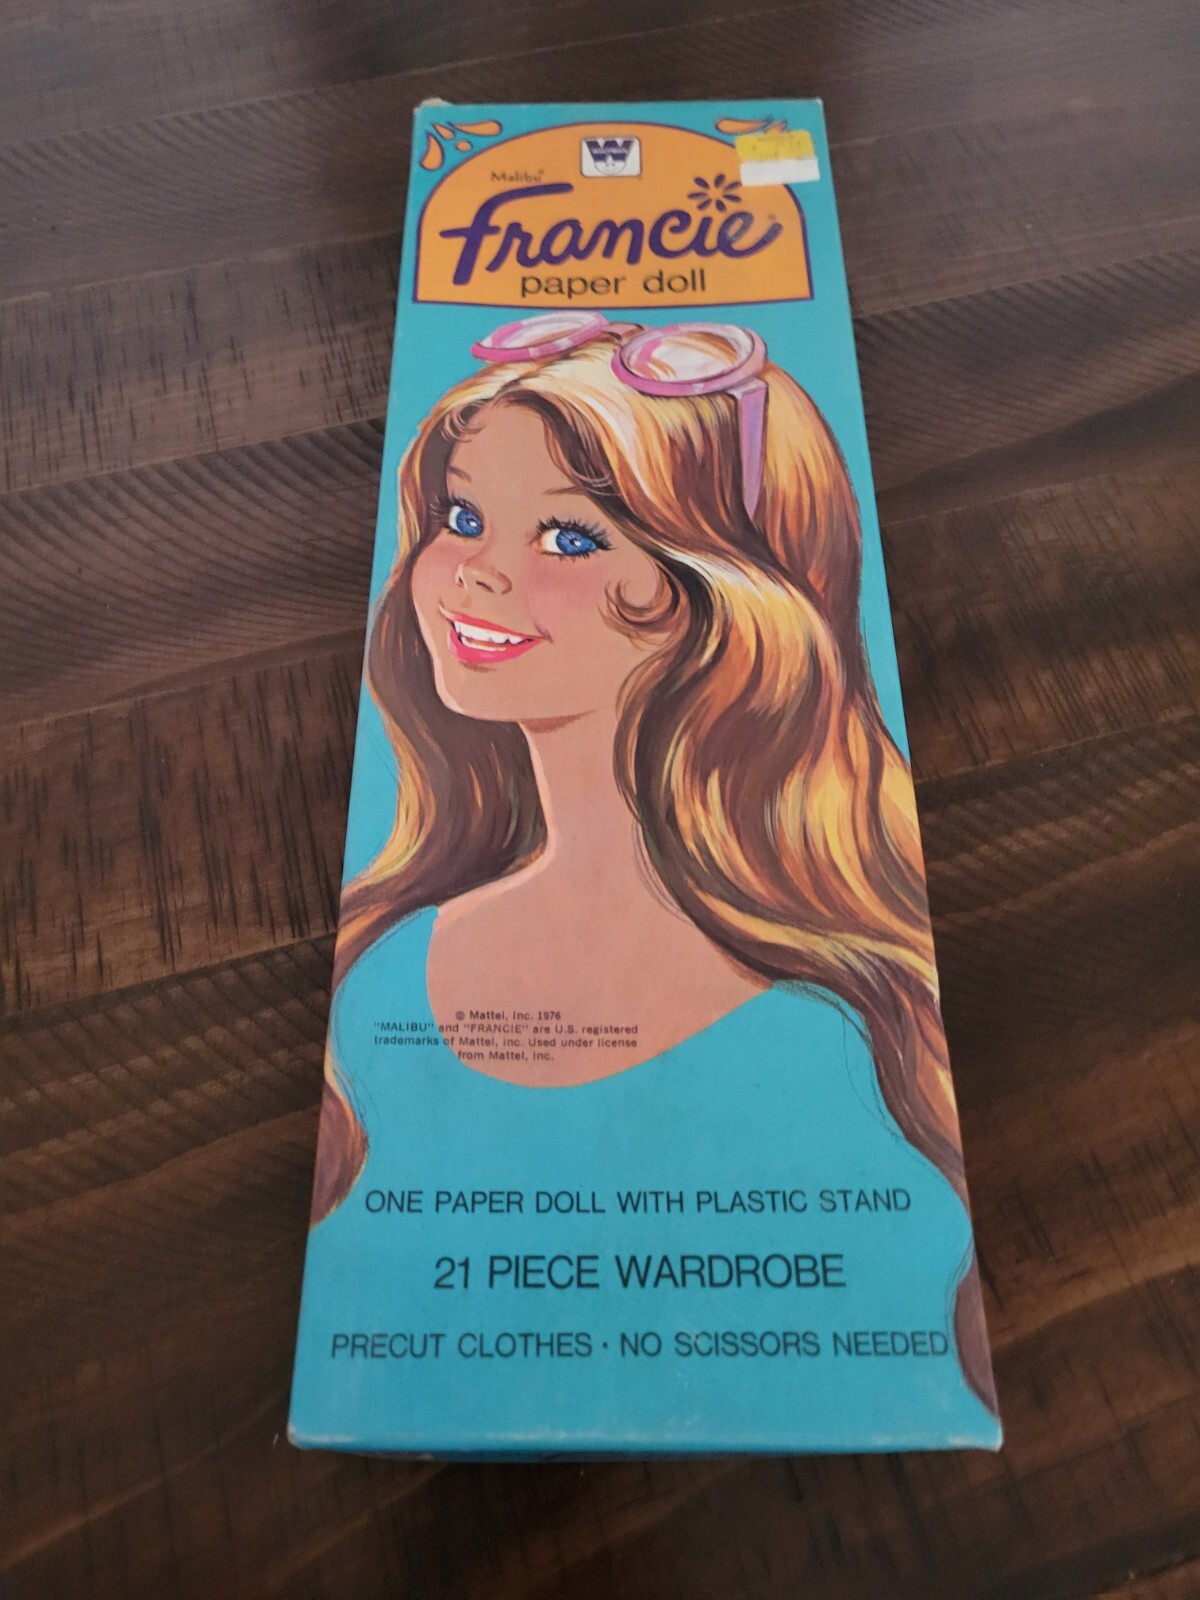 Malibu®
Francie®
paper doll
© Mattel, Inc. 1976
"MALIBU" and "FRANCIE" are U.S. registered
trademarks of Mattel, Inc. Used under license
from Mattel, Inc.
ONE PAPER DOLL WITH PLASTIC STAND
21 PIECE WARDROBE
PRECUT CLOTHES · NO SCISSORS NEEDED